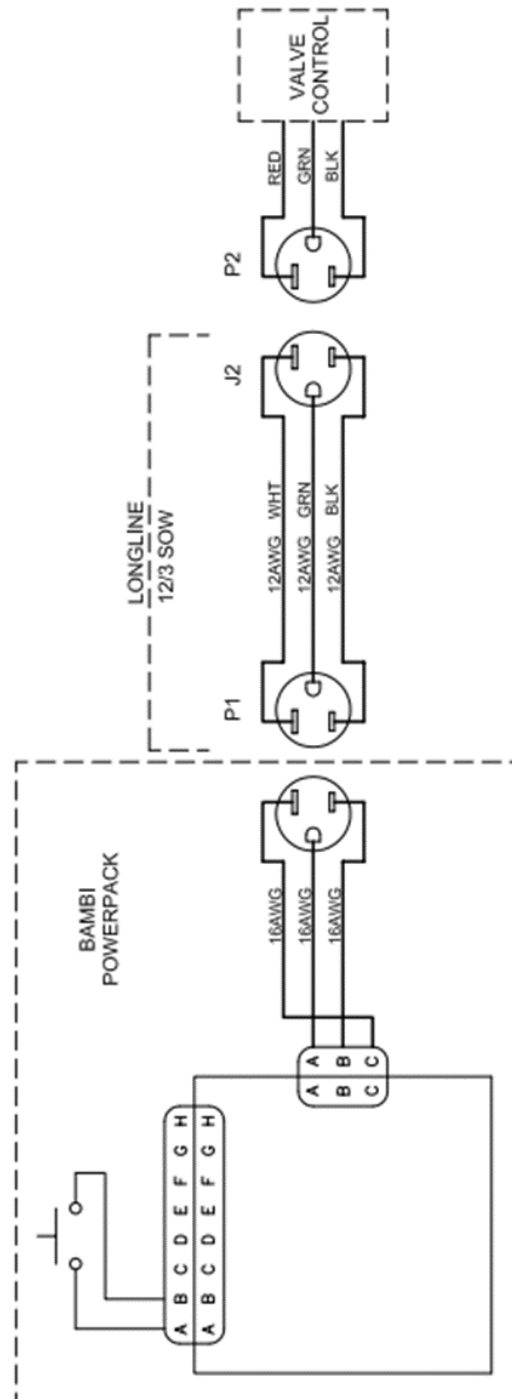 VALVE
CONTROL
RED
GRN
BLK
P2
J2
LONGLINE
12/3 SOW
12AWG WHT
12AWG GRN
12AWG BLK
P1
BAMBI
POWERPACK
16AWG
16AWG
16AWG
A B C
A B C
A B C D E F G H
A B C D E F G H